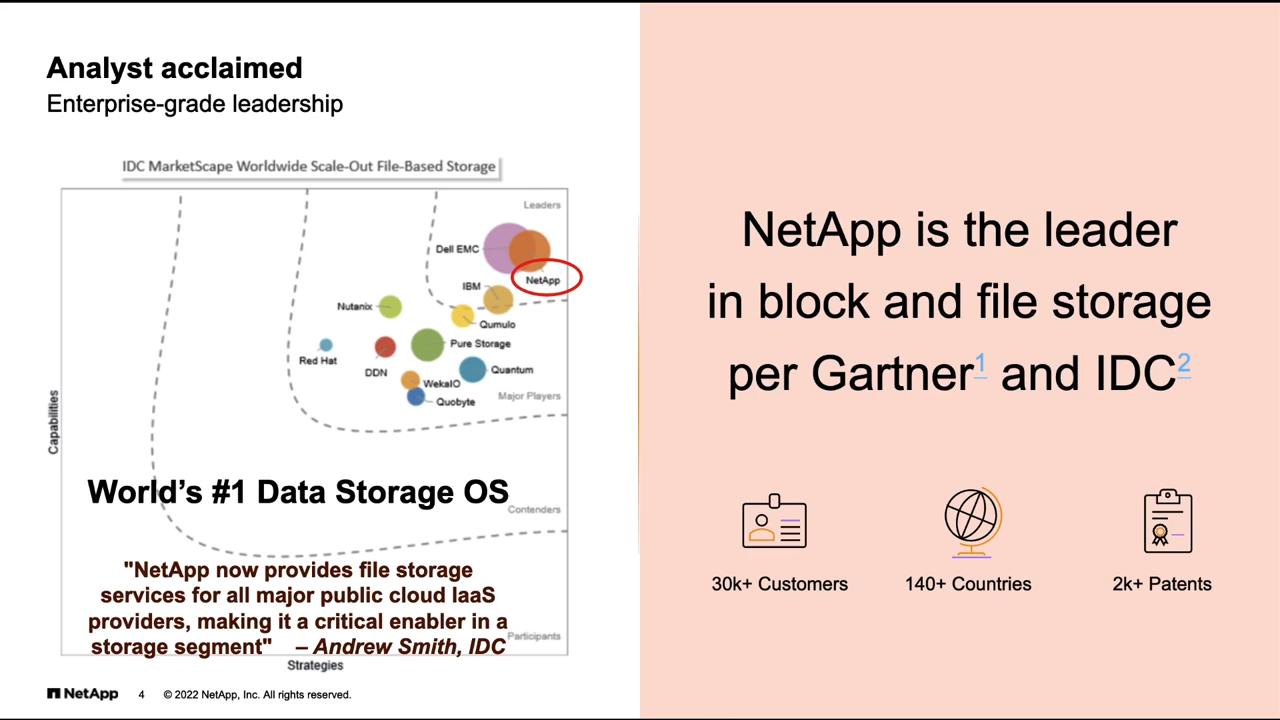 Analyst acclaimed
Enterprise-grade leadership
IDC MarketScape Worldwide Scale-Out File-Based Storage
Leaders
Dell EMC
NetApp
IBM
Nutanix
Qumulo
Red Hat
Pure Storage
DDN
Quantum
WekaIO
Quobyte
Major Players
Capabilities
World's #1 Data Storage OS
Contenders
"NetApp now provides file storage
services for all major public cloud IaaS
providers, making it a critical enabler in a
storage segment" – Andrew Smith, IDC
Participants
Strategies
NetApp
4
© 2022 NetApp, Inc. All rights reserved.
NetApp is the leader
in block and file storage
per Gartner1 and IDC2
30k+ Customers
140+ Countries
2k+ Patents